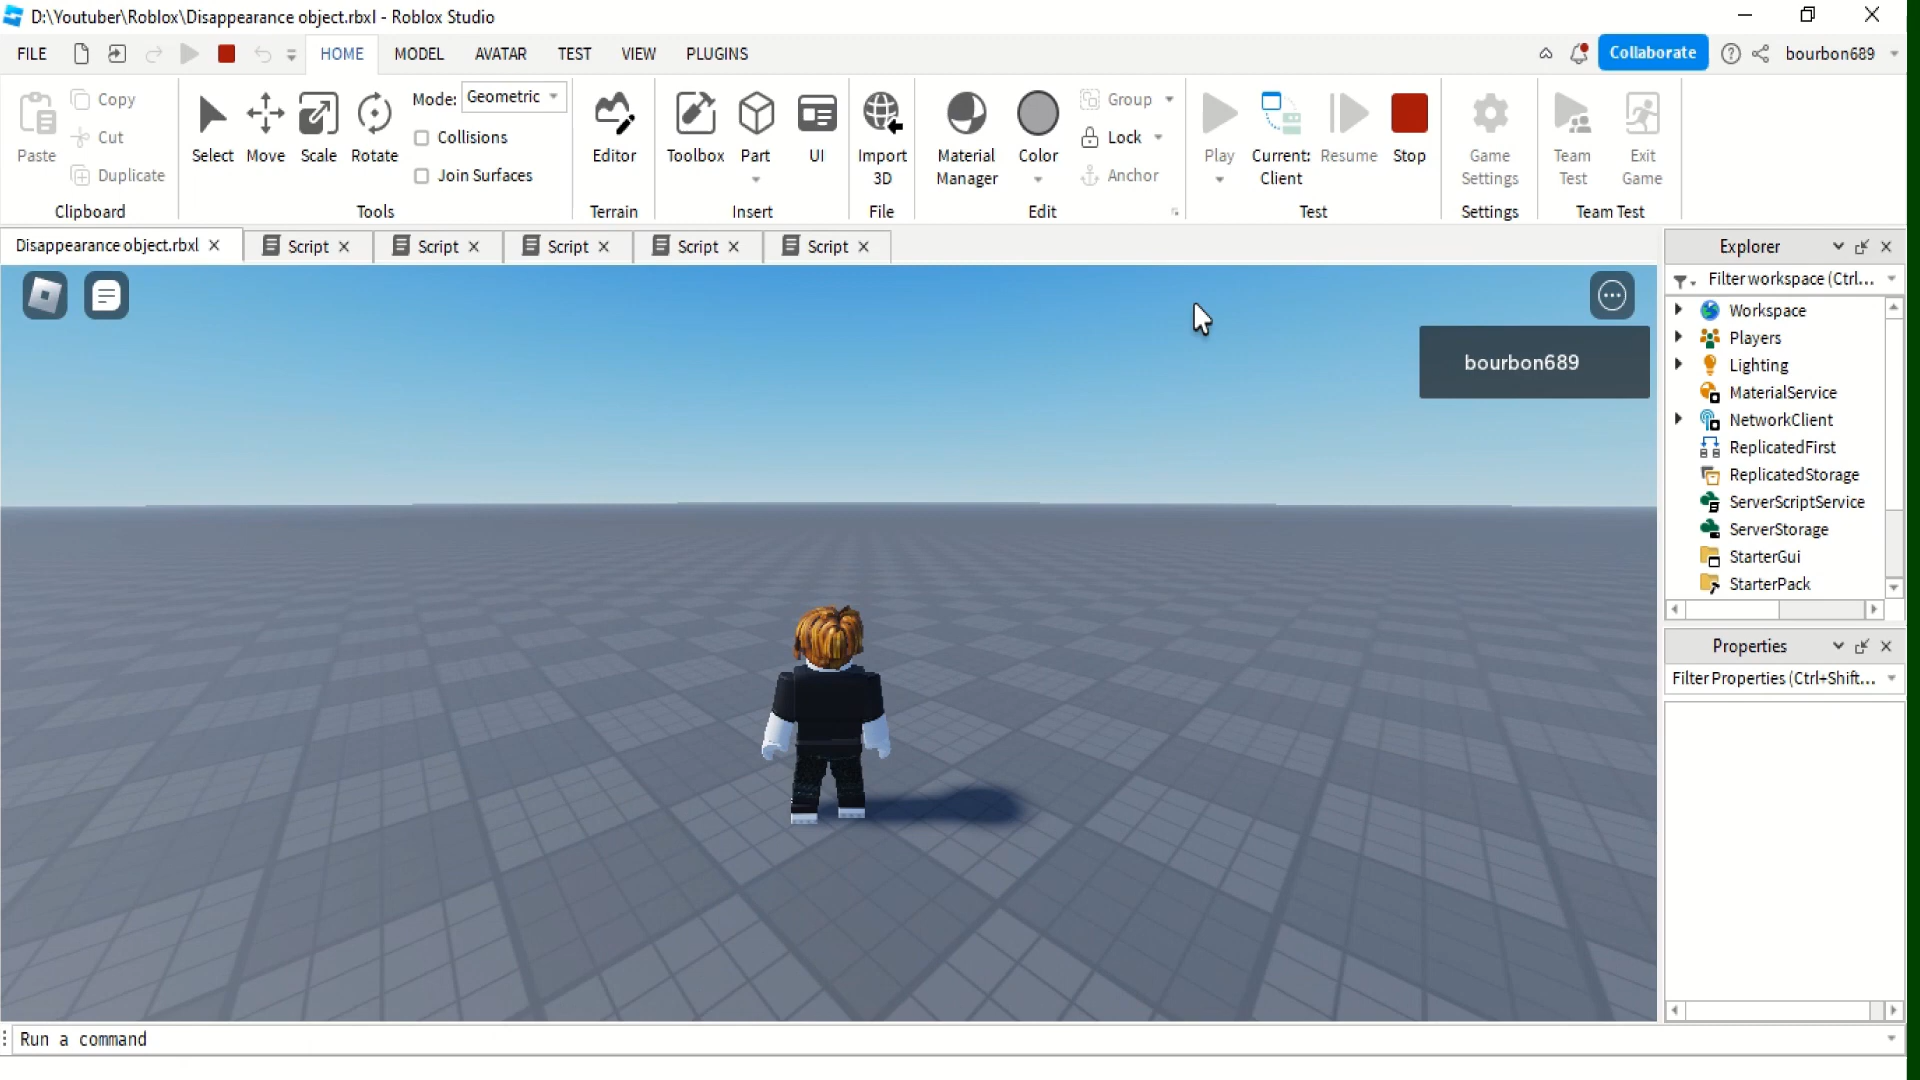 D:\Youtuber\Roblox\Disappearance object.rbxl - Roblox Studio
FILE HOME MODEL AVATAR TEST VIEW PLUGINS Collaborate bourbon689
Paste Copy Cut Duplicate
Clipboard
Select Move Scale Rotate
Mode: Geometric
Collisions
Join Surfaces
Tools
Editor
Terrain
Toolbox Part UI
Insert
Import 3D
File
Material Manager Color Group Lock Anchor
Edit
Play Current: Client Resume Stop
Test
Game Settings
Settings
Team Test Exit Game
Team Test
Disappearance object.rbxl Script Script Script Script Script
bourbon689
Explorer
Filter workspace (Ctrl...
Workspace
Players
Lighting
MaterialService
NetworkClient
ReplicatedFirst
ReplicatedStorage
ServerScriptService
ServerStorage
StarterGui
StarterPack
Properties
Filter Properties (Ctrl+Shift...
Run a command